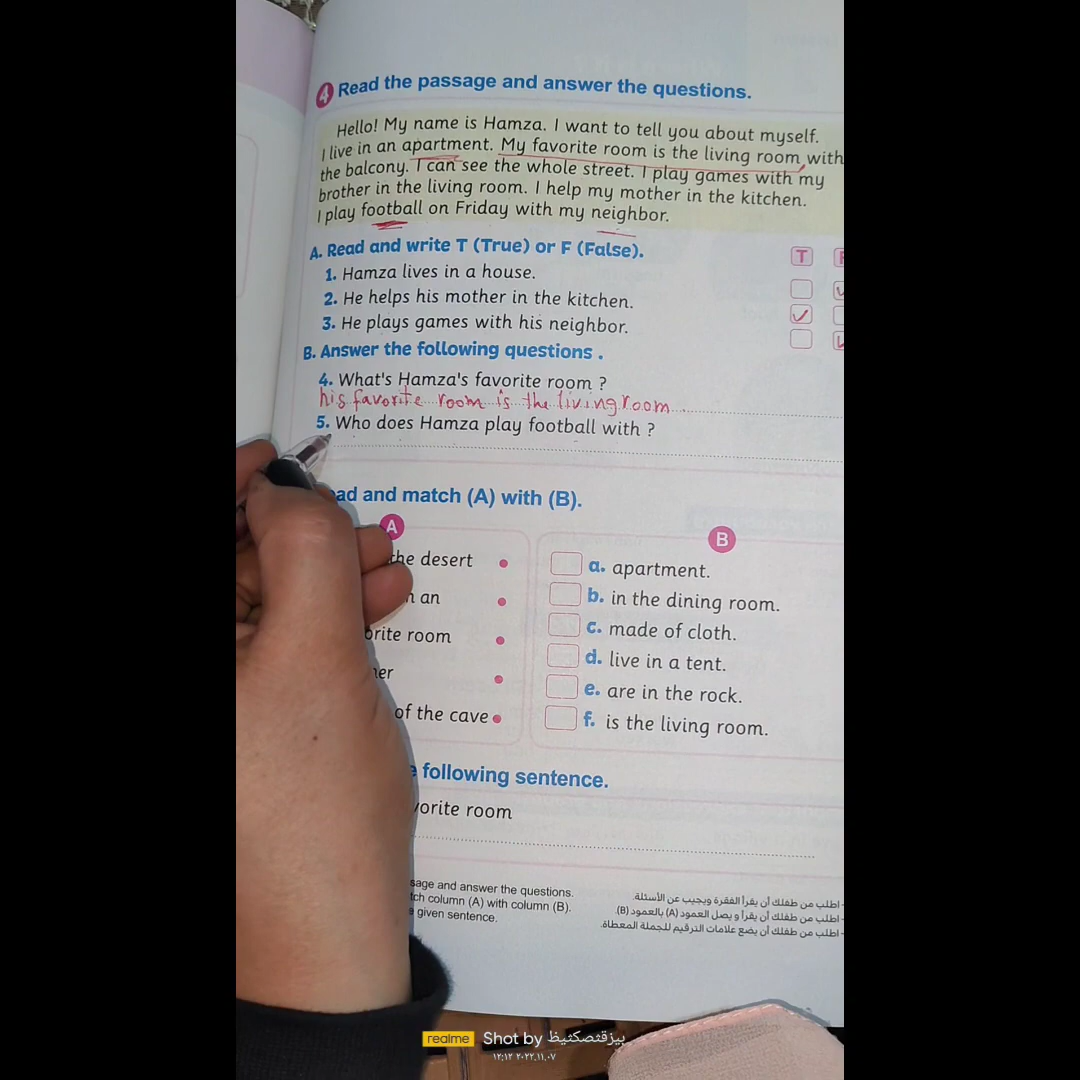 4 Read the passage and answer the questions.
Hello! My name is Hamza. I want to tell you about myself.
I live in an apartment. My favorite room is the living room with
the balcony. I can see the whole street. I play games with my
brother in the living room. I help my mother in the kitchen.
I play football on Friday with my neighbor.
A. Read and write T (True) or F (False). T F
1. Hamza lives in a house.
2. He helps his mother in the kitchen.
3. He plays games with his neighbor.
B. Answer the following questions .
4. What's Hamza's favorite room ?
his favorite room is the living room
5. Who does Hamza play football with ?
and match (A) with (B).
A B
the desert a. apartment.
an b. in the dining room.
room c. made of cloth.
d. live in a tent.
of the cave e. are in the rock.
f. is the living room.
following sentence.
room
and answer the questions.
column (A) with column (B).
given sentence.
- اطلب من طفلك أن يقرأ الفقرة ويجيب عن الأسئلة.
- اطلب من طفلك أن يقرأ و يصل العمود (A) بالعمود (B).
- اطلب من طفلك أن يضع علامات الترقيم للجملة المعطاة.
realme Shot by بيزقثصكثيظ
٢٠٢٢.١١.٠٧ ١٢:١٢